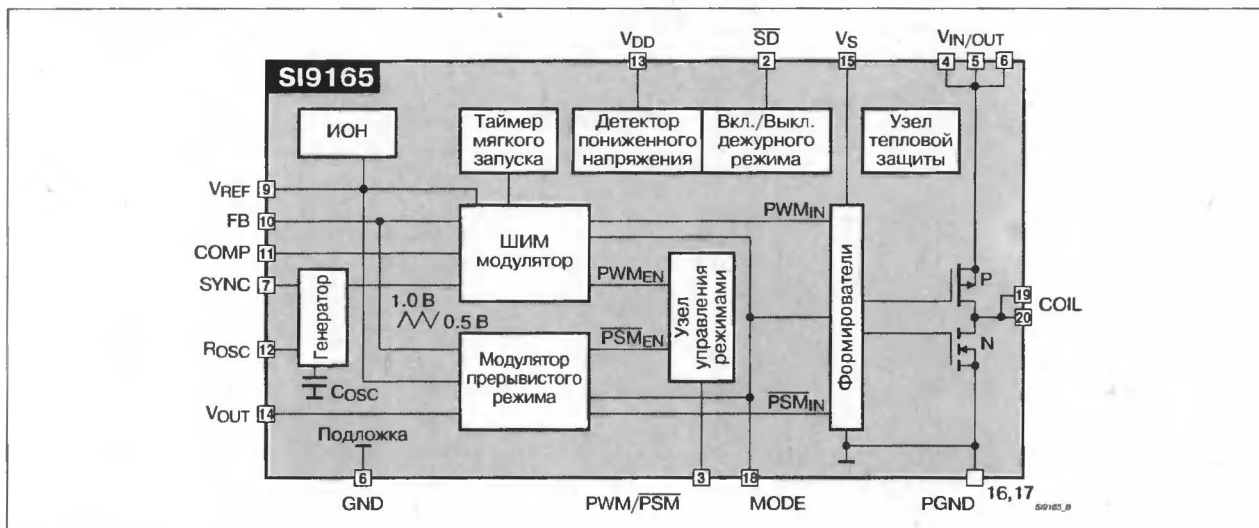 VDD
SD
VS
VIN/OUT
13
2
15
4
5
6
SI9165
ИОН
Таймер
мягкого
запуска
Детектор
пониженного
напряжения
Вкл./Выкл.
дежурного
режима
Узел
тепловой
защиты
VREF 9
FB 10
COMP 11
SYNC 7
ROSC 12
VOUT 14
ШИМ
модулятор
PWMIN
PWMEN
Генератор
1.0 В
0.5 В
COSC
Модулятор
прерывистого
режима
PSMEN
Узел
управления
режимами
PSMIN
Формирователи
P
N
19
20
COIL
Подложка
6
GND
3
PWM/PSM
18
MODE
PGND
16, 17
SI9165_B